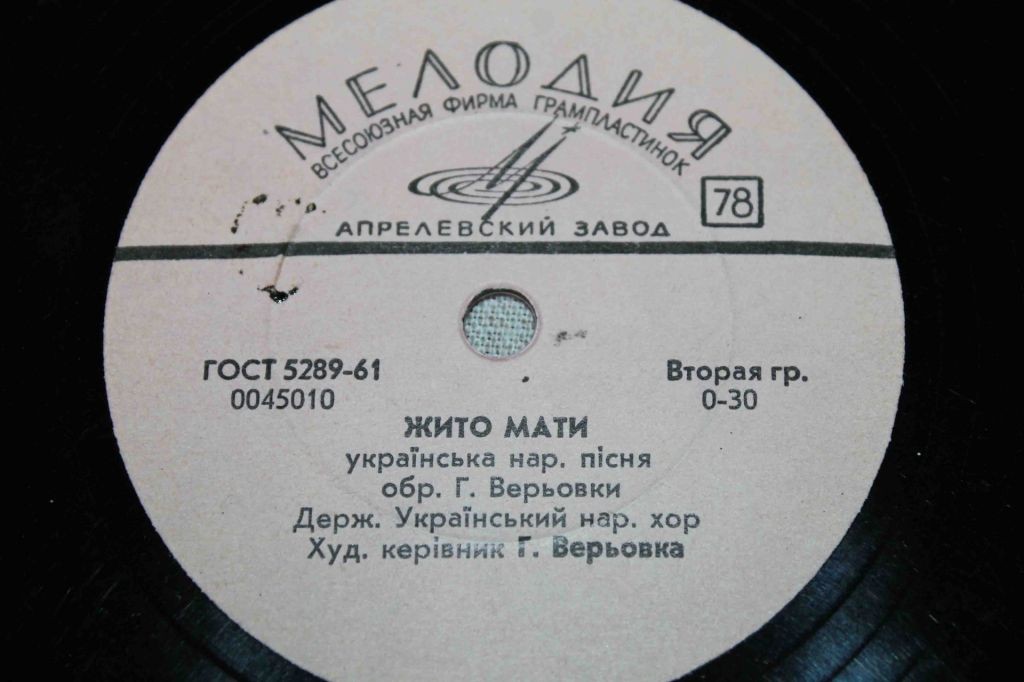 МЕЛОДИЯ
ВСЕСОЮЗНАЯ ФИРМА ГРАМПЛАСТИНОК
78
АПРЕЛЕВСКИЙ ЗАВОД
ГОСТ 5289-61
0045010
Вторая гр.
0-30
ЖИТО МАТИ
українська нар. пісня
обр. Г. Верьовки
Держ. Український нар. хор
Худ. керівник Г. Верьовка